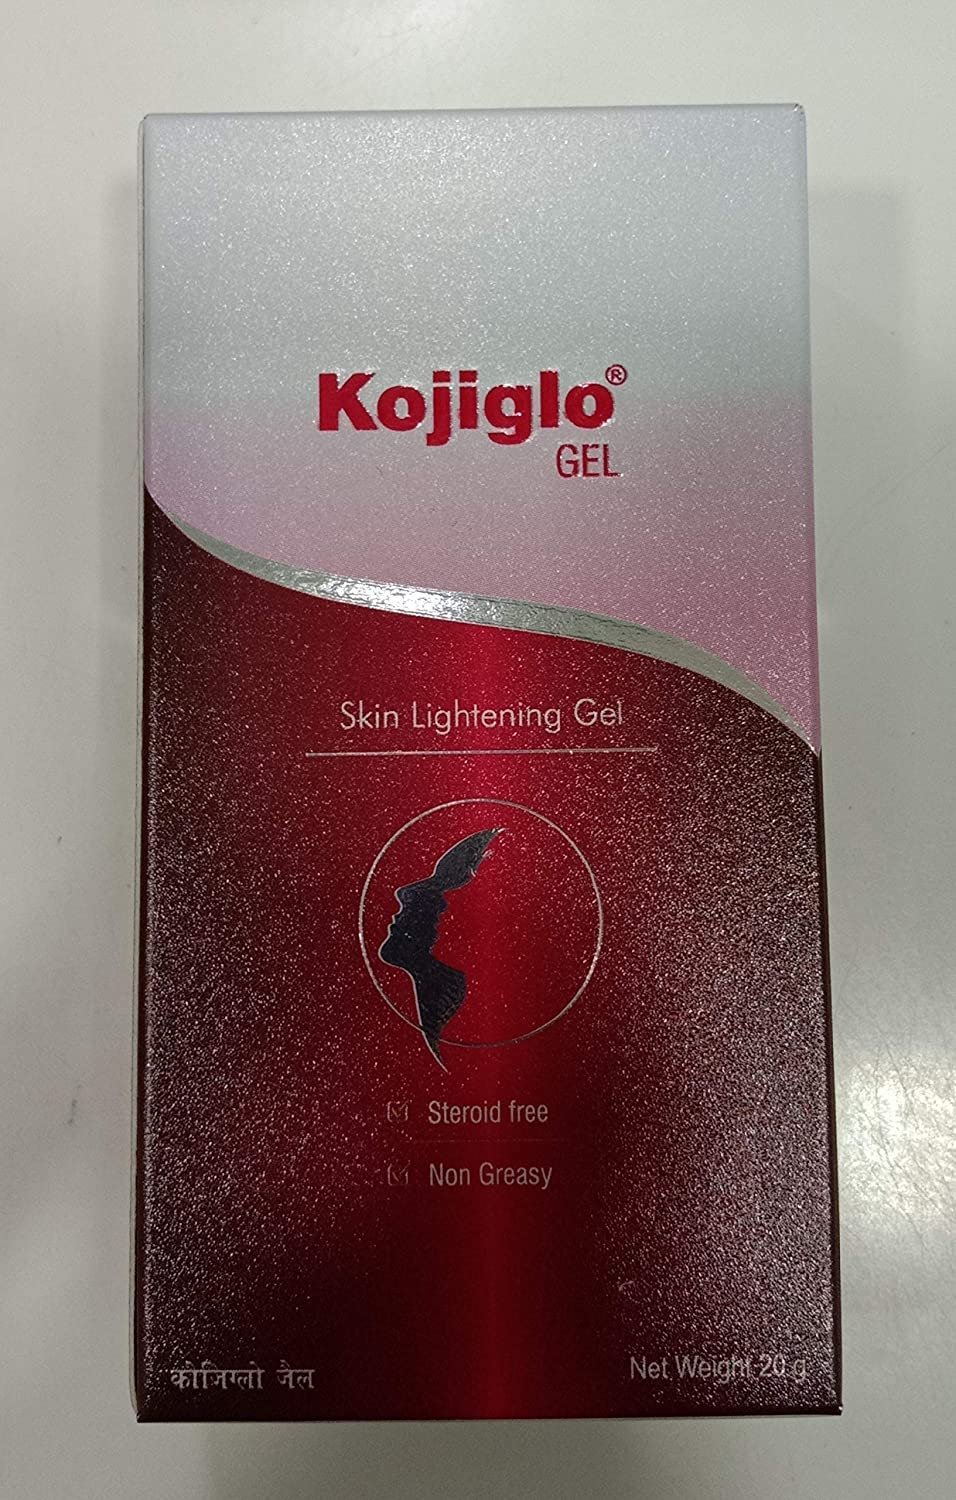 Kojiglo®
GEL
Skin Lightening Gel
Steroid free
Non Greasy
कोजिग्लो जैल
Net Weight 20 g